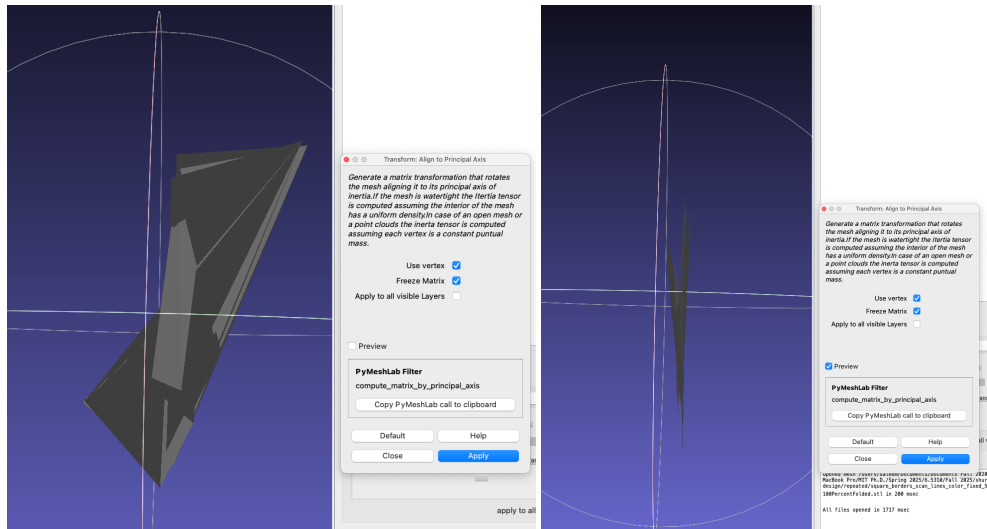 Transform: Align to Principal Axis
Generate a matrix transformation that rotates
the mesh aligning it to its principal axis of
inertia.If the mesh is watertight the Itertia tensor
is computed assuming the interior of the mesh
has a uniform density.In case of an open mesh or
a point clouds the inerta tensor is computed
assuming each vertex is a constant puntual
mass.
Use vertex
Freeze Matrix
Apply to all visible Layers
Preview
PyMeshLab Filter
compute_matrix_by_principal_axis
Copy PyMeshLab call to clipboard
Default
Help
Close
Apply
apply to all
Transform: Align to Principal Axis
Generate a matrix transformation that rotates
the mesh aligning it to its principal axis of
inertia.If the mesh is watertight the Itertia tensor
is computed assuming the interior of the mesh
has a uniform density.In case of an open mesh or
a point clouds the inerta tensor is computed
assuming each vertex is a constant puntual
mass.
Use vertex
Freeze Matrix
Apply to all visible Layers
Preview
PyMeshLab Filter
compute_matrix_by_principal_axis
Copy PyMeshLab call to clipboard
Default
Help
Close
Apply
MacBook Pro/MIT Ph.D./Spring 2025/6.5310/Fall 2025/shar
design/repeated/square_borders_scan_lines_color_fixed_5
100PercentFolded.stl in 200 msec
All files opened in 1717 msec